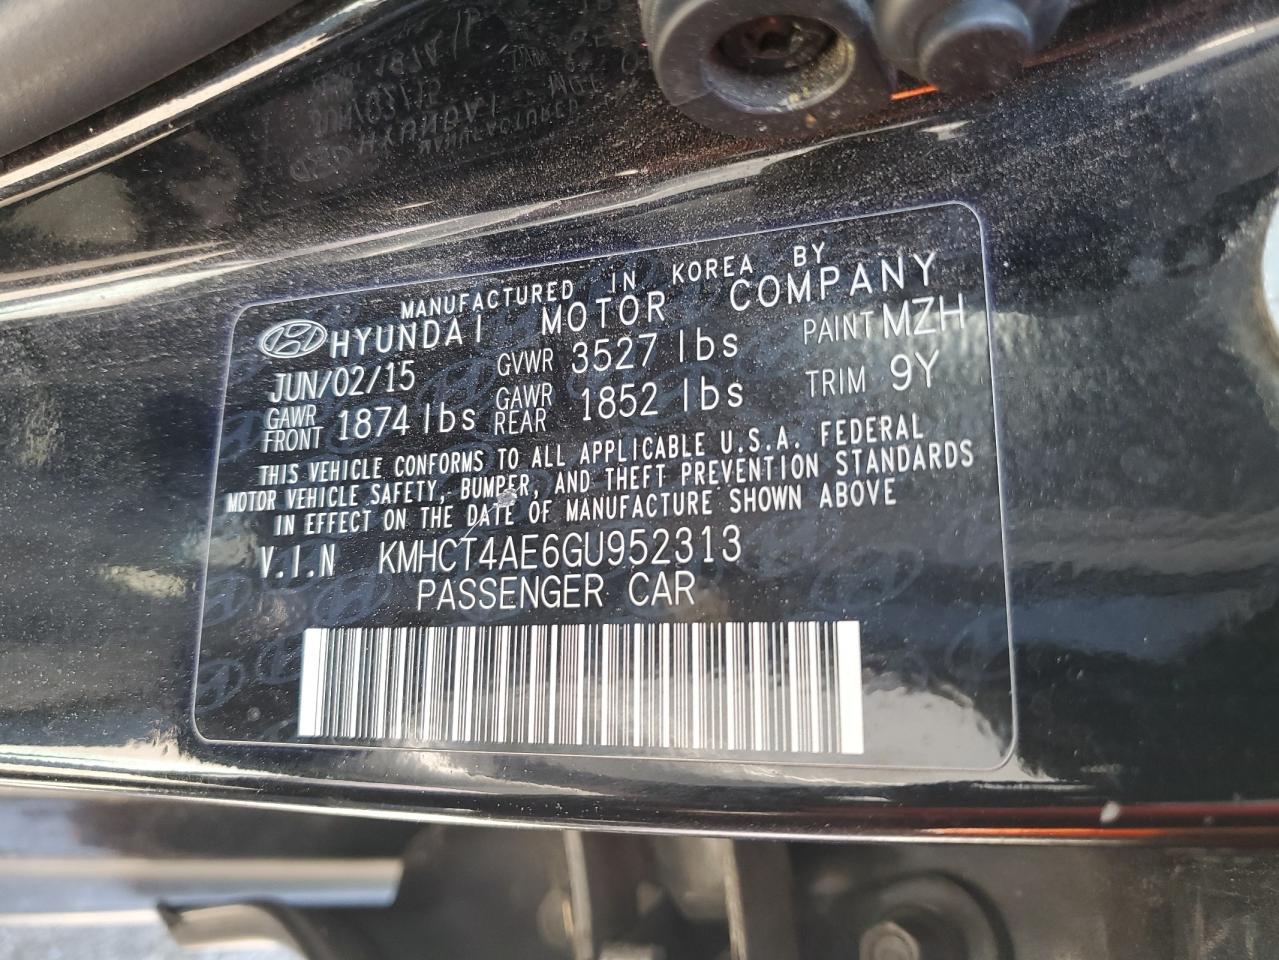 MANUFACTURED IN KOREA BY
HYUNDAI MOTOR COMPANY
JUN/02/15 GVWR 3527 lbs PAINT MZH
GAWR FRONT 1874 lbs GAWR REAR 1852 lbs TRIM 9Y
THIS VEHICLE CONFORMS TO ALL APPLICABLE U.S.A. FEDERAL
MOTOR VEHICLE SAFETY, BUMPER, AND THEFT PREVENTION STANDARDS
IN EFFECT ON THE DATE OF MANUFACTURE SHOWN ABOVE
V.I.N KMHCT4AE6GU952313
PASSENGER CAR